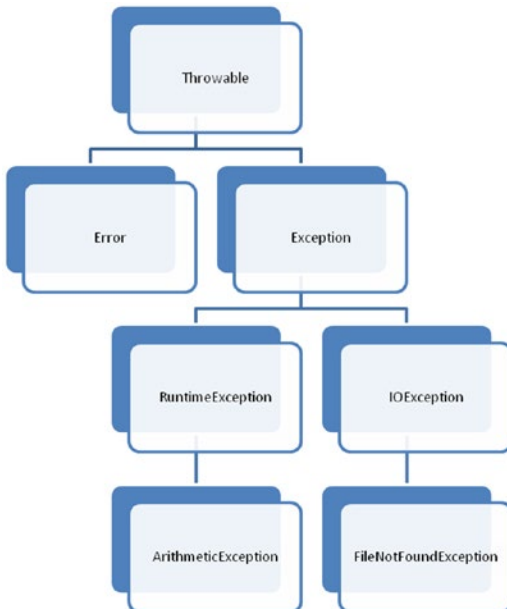 Throwable
Error
Exception
RuntimeException
IOException
ArithmeticException
FileNotFoundException